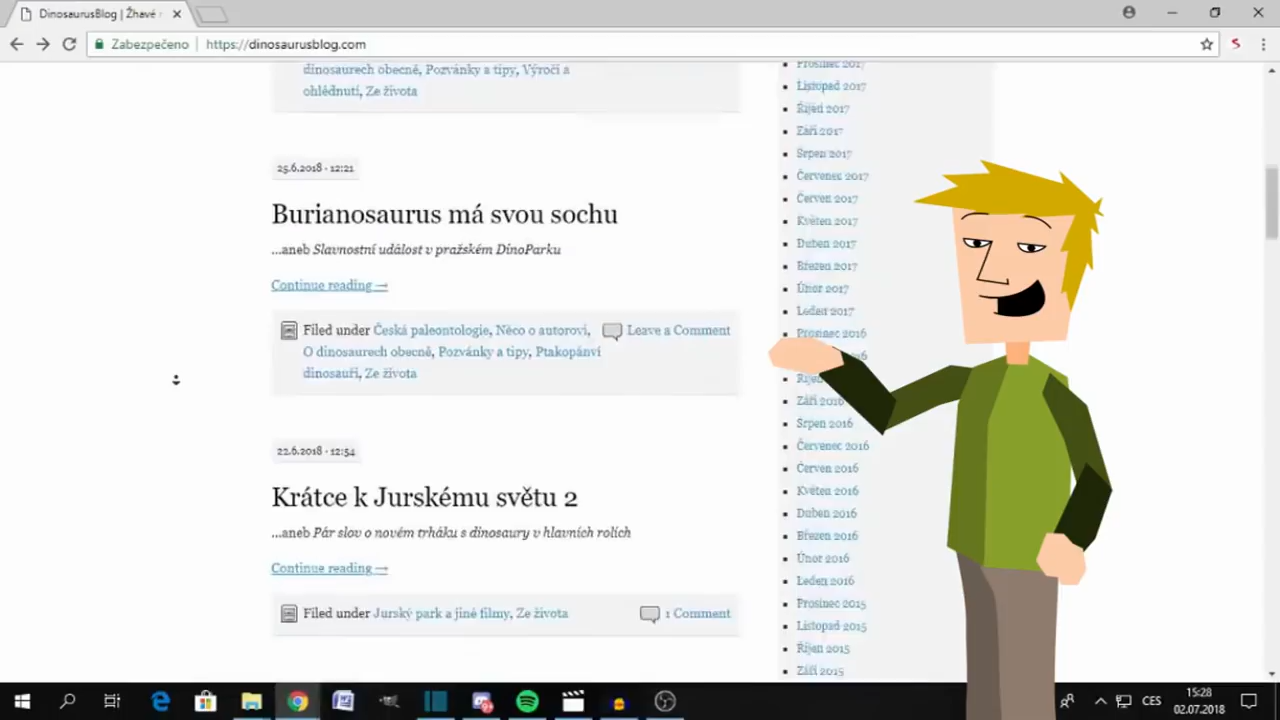 DinosaurusBlog | Žhavé
Zabezpečeno
https://dinosaurusblog.com
dinosaurech obecně, Pozvánky a tipy, Výročí a
ohlédnutí, Ze života
25.6.2018 · 12:21
Burianosaurus má svou sochu
...aneb Slavnostní událost v pražském DinoParku
Continue reading →
Filed under Česká paleontologie, Něco o autorovi,
O dinosaurech obecně, Pozvánky a tipy, Ptakopánví
dinosauři, Ze života
Leave a Comment
22.6.2018 · 12:54
Krátce k Jurskému světu 2
...aneb Pár slov o novém trháku s dinosaury v hlavních rolích
Continue reading →
Filed under Jurský park a jiné filmy, Ze života
1 Comment
Prosinec 2017
Listopad 2017
Říjen 2017
Září 2017
Srpen 2017
Červenec 2017
Červen 2017
Květen 2017
Duben 2017
Březen 2017
Únor 2017
Leden 2017
Prosinec 2016
Září 2016
Srpen 2016
Červenec 2016
Červen 2016
Květen 2016
Duben 2016
Březen 2016
Únor 2016
Leden 2016
Prosinec 2015
Listopad 2015
Říjen 2015
Září 2015
CES
15:28
02.07.2018